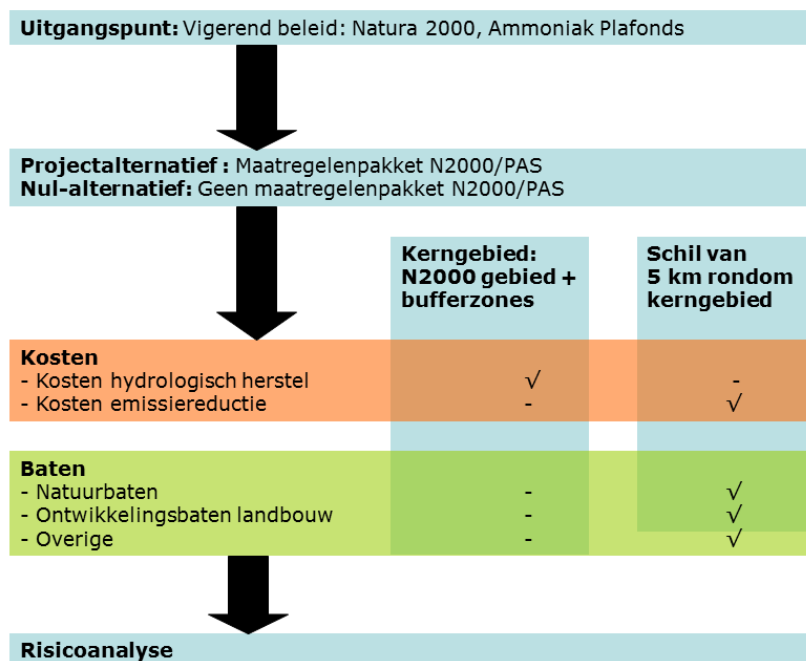 Uitgangspunt: Vigerend beleid: Natura 2000, Ammoniak Plafonds
Projectalternatief : Maatregelenpakket N2000/PAS
Nul-alternatief: Geen maatregelenpakket N2000/PAS
Kerngebied:
N2000 gebied +
bufferzones
Schil van
5 km rondom
kerngebied
Kosten
- Kosten hydrologisch herstel √ -
- Kosten emissiereductie - √
Baten
- Natuurbaten - √
- Ontwikkelingsbaten landbouw - √
- Overige - √
Risicoanalyse